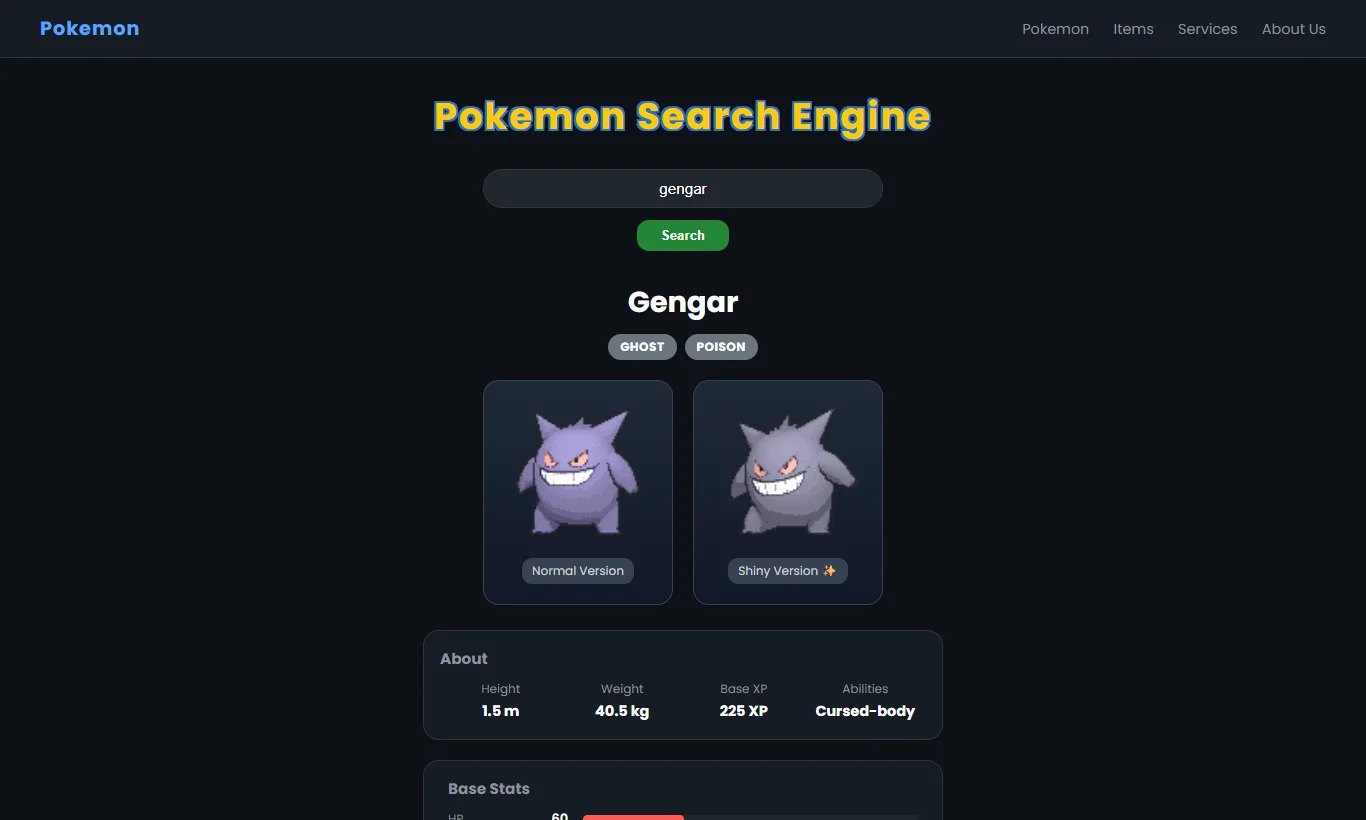 Pokemon
Pokemon Items Services About Us
Pokemon Search Engine
gengar
Search
Gengar
GHOST POISON
Normal Version
Shiny Version ✨
About
Height Weight Base XP Abilities
1.5 m 40.5 kg 225 XP Cursed-body
Base Stats
HP 60